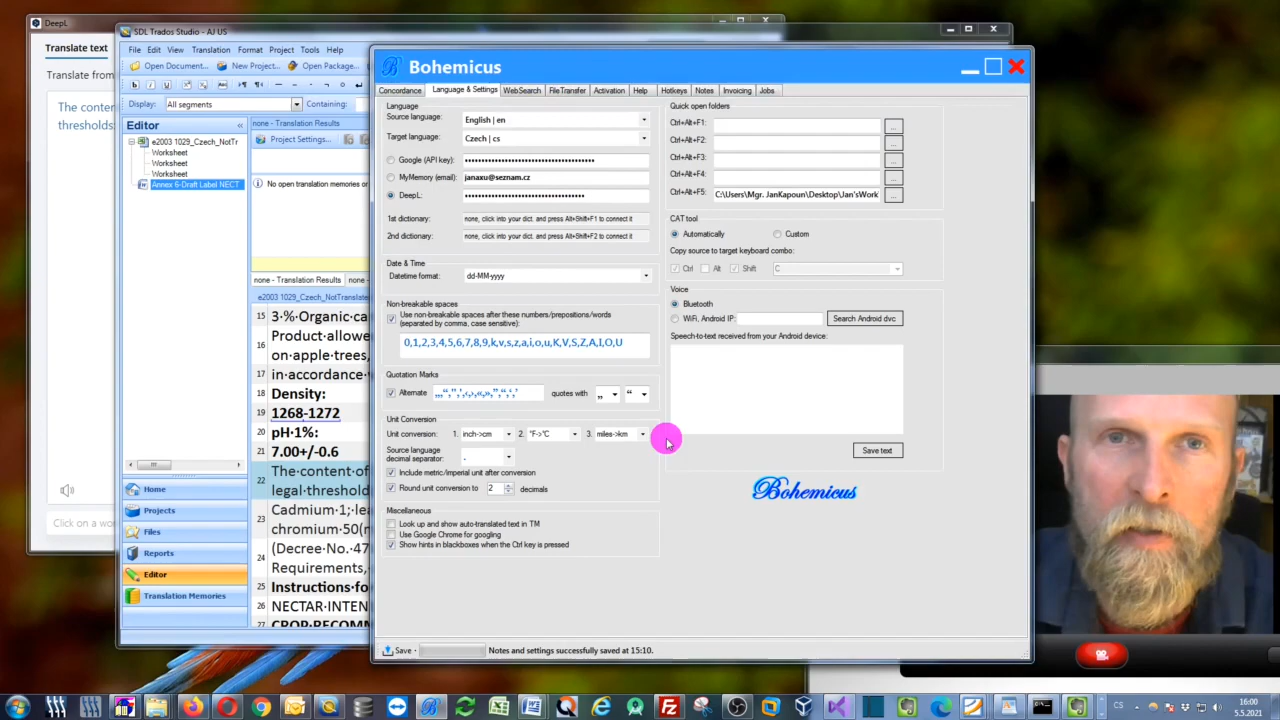 DeepL
Translate text
Translate from
The conten
thresholds:
Click on a wo
SDL Trados Studio - AJ US
File Edit View Translation Format Project Tools Help
Open Document... New Project... Open Package...
Display: All segments Containing:
Editor
e2003 1029_Czech_NotTr
Worksheet
Worksheet
Worksheet
Annex 6-Draft Label NECT
Home
Projects
Files
Reports
Editor
Translation Memories
none - Translation Results
Project Settings...
No open translation memories or
none - Translation Results none -
e2003 1029_Czech_NotTranslate
15 3·%·Organic·ca
16 Product·allowe
on·apple·trees,
17 in·accordance·v
18 Density:
19 1268-1272
20 pH·1%:
21 7.00+/-0.6
22 The·content·of
legal·threshold
23 Cadmium·1;·lea
chromium·50(n
24 (Decree·No.·47
Requirements,
25 Instructions·fo
26 NECTAR·INTEN
27 CROP·RECOMM
Bohemicus
Concordance Language & Settings WebSearch FileTransfer Activation Help Hotkeys Notes Invoicing Jobs
Language
Source language: English | en
Target language: Czech | cs
Google (API key):
MyMemory (email): janaxu@seznam.cz
DeepL:
1st dictionary: none, click into your dict. and press Alt+Shift+F1 to connect it
2nd dictionary: none, click into your dict. and press Alt+Shift+F2 to connect it
Date & Time
Datetime format: dd-MM-yyyy
Non-breakable spaces
Use non-breakable spaces after these numbers/prepositions/words
(separated by comma, case sensitive):
0,1,2,3,4,5,6,7,8,9,k,v,s,z,a,i,o,u,K,V,S,Z,A,I,O,U
Quotation Marks
Alternate quotes with „ “
Unit Conversion
Unit conversion: 1. inch->cm 2. °F->°C 3. miles->km
Source language
decimal separator: .
Include metric/imperial unit after conversion
Round unit conversion to 2 decimals
Miscellaneous
Look up and show auto-translated text in TM
Use Google Chrome for googling
Show hints in blackboxes when the Ctrl key is pressed
Quick open folders
Ctrl+Alt+F1: ...
Ctrl+Alt+F2: ...
Ctrl+Alt+F3: ...
Ctrl+Alt+F4: ...
Ctrl+Alt+F5: C:\Users\Mgr. JanKapoun\Desktop\Jan'sWork ...
CAT tool
Automatically Custom
Copy source to target keyboard combo:
Ctrl Alt Shift C
Voice
Bluetooth
WiFi, Android IP: Search Android dvc
Speech-to-text received from your Android device:
Save text
Bohemicus
Save Notes and settings successfully saved at 15:10.
CS 16:00
5.5.2021